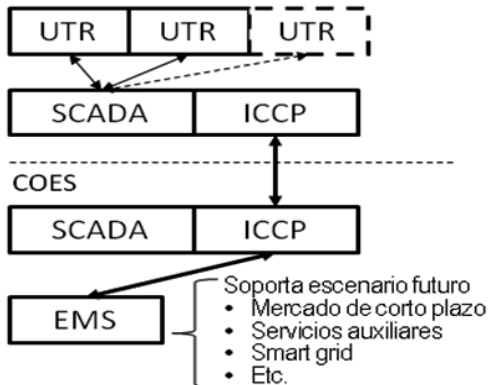 UTR UTR UTR
SCADA ICCP
COES
SCADA ICCP
EMS
Soporta escenario futuro
• Mercado de corto plazo
• Servicios auxiliares
• Smart grid
• Etc.